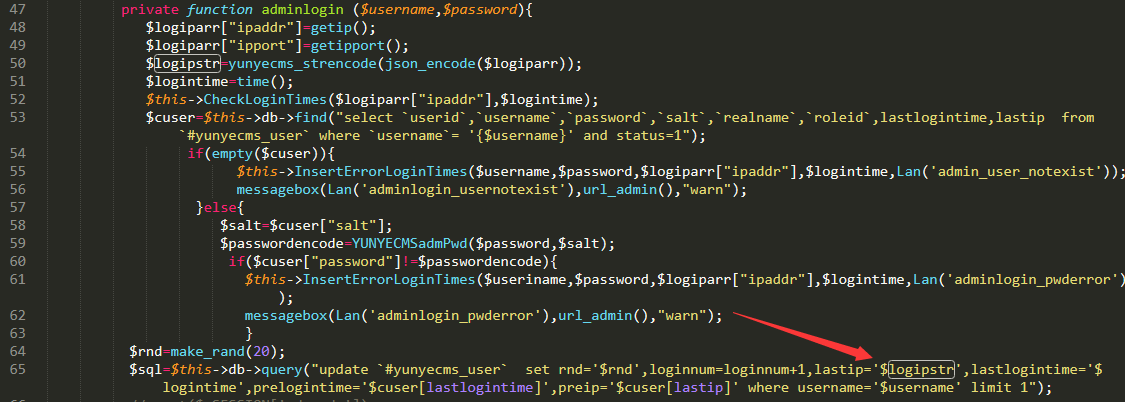 47 private function adminlogin ($username,$password){
48 $logiparr["ipaddr"]=getip();
49 $logiparr["ipport"]=getipport();
50 $logipstr=yunyecms_strencode(json_encode($logiparr));
51 $logintime=time();
52 $this->CheckLoginTimes($logiparr["ipaddr"],$logintime);
53 $cuser=$this->db->find("select `userid`,`username`,`password`,`salt`,`realname`,`roleid`,lastlogintime,lastip  from
`#yunyecms_user` where `username`= '{$username}' and status=1");
54 if(empty($cuser)){
55 $this->InsertErrorLoginTimes($username,$password,$logiparr["ipaddr"],$logintime,Lan('admin_user_notexist'));
56 messagebox(Lan('adminlogin_usernotexist'),url_admin(),"warn");
57 }else{
58 $salt=$cuser["salt"];
59 $passwordencode=YUNYECMSadmPwd($password,$salt);
60 if($cuser["password"]!=$passwordencode){
61 $this->InsertErrorLoginTimes($useriname,$password,$logiparr["ipaddr"],$logintime,Lan('adminlogin_pwderror')
);
62 messagebox(Lan('adminlogin_pwderror'),url_admin(),"warn");
63 }
64 $rnd=make_rand(20);
65 $sql=$this->db->query("update `#yunyecms_user`  set rnd='$rnd',loginnum=loginnum+1,lastip='$logipstr',lastlogintime='$
logintime',prelogintime='$cuser[lastlogintime]',preip='$cuser[lastip]' where username='$username' limit 1");